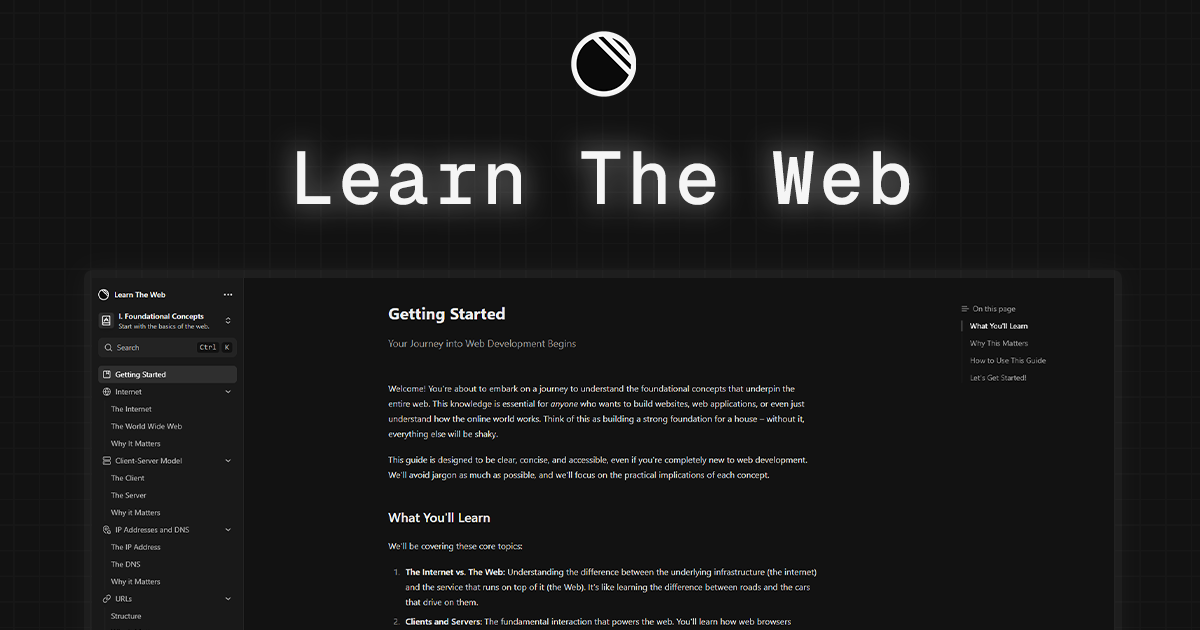 Learn The Web
Learn The Web
I. Foundational Concepts
Start with the basics of the web.
Search Ctrl K
Getting Started
Internet
The Internet
The World Wide Web
Why It Matters
Client-Server Model
The Client
The Server
Why it Matters
IP Addresses and DNS
The IP Address
The DNS
Why it Matters
URLs
Structure
Getting Started
Your Journey into Web Development Begins
Welcome! You're about to embark on a journey to understand the foundational concepts that underpin the
entire web. This knowledge is essential for anyone who wants to build websites, web applications, or even just
understand how the online world works. Think of this as building a strong foundation for a house – without it,
everything else will be shaky.
This guide is designed to be clear, concise, and accessible, even if you're completely new to web development.
We'll avoid jargon as much as possible, and we'll focus on the practical implications of each concept.
What You'll Learn
We'll be covering these core topics:
1. The Internet vs. The Web: Understanding the difference between the underlying infrastructure (the internet)
and the service that runs on top of it (the Web). It's like learning the difference between roads and the cars
that drive on them.
2. Clients and Servers: The fundamental interaction that powers the web. You'll learn how web browsers
On this page
What You'll Learn
Why This Matters
How to Use This Guide
Let's Get Started!